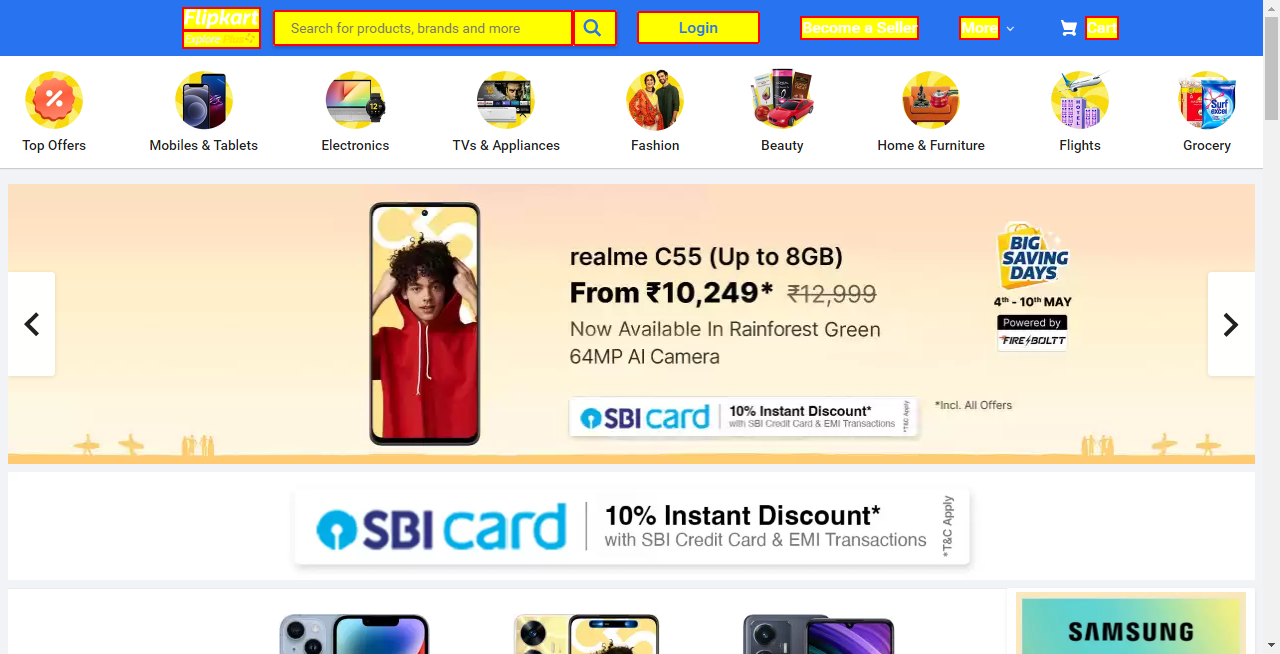 Flipkart
Explore Plus
Search for products, brands and more
Login
Become a Seller
More
Cart
Top Offers
Mobiles & Tablets
Electronics
TVs & Appliances
Fashion
Beauty
Home & Furniture
Flights
Grocery
Surf
excel
HOTEL
realme C55 (Up to 8GB)
From ₹10,249* ₹12,999
Now Available In Rainforest Green
64MP AI Camera
BIG
SAVING
DAYS
4th - 10th MAY
Powered by
FIRE BOLTT
SBI card
10% Instant Discount*
with SBI Credit Card & EMI Transactions
*T&C Apply
*Incl. All Offers
SBI card
10% Instant Discount*
with SBI Credit Card & EMI Transactions
*T&C Apply
SAMSUNG